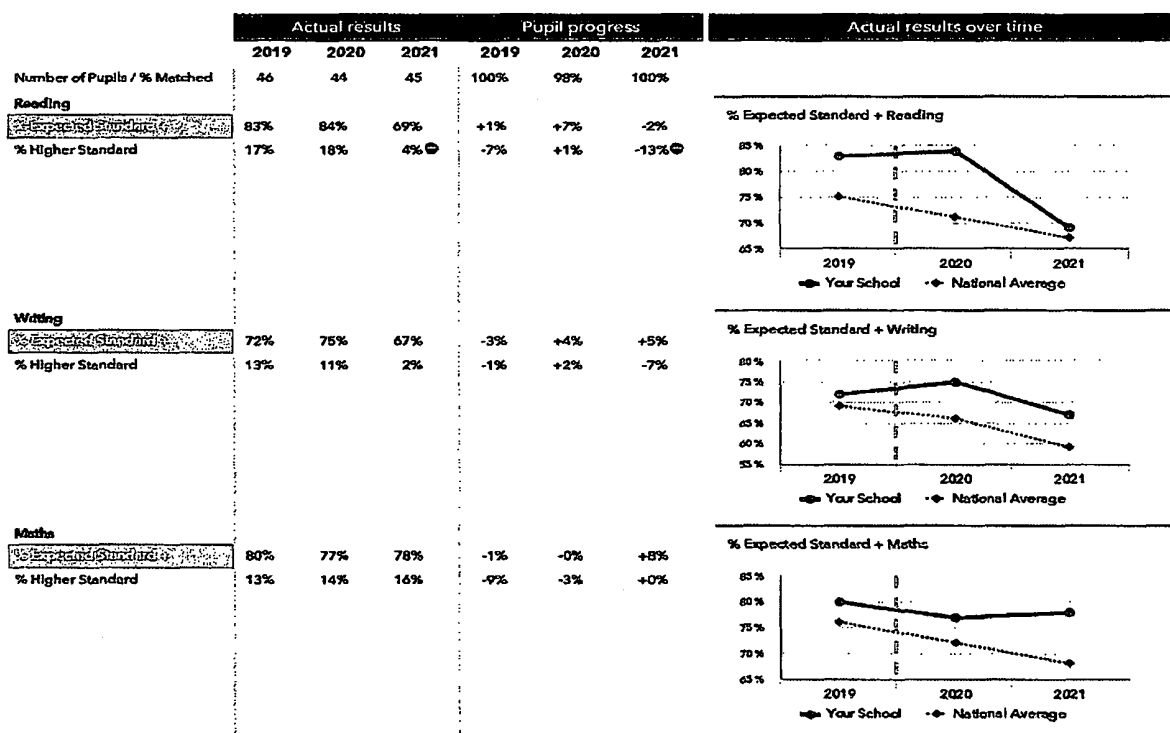 Actual results Pupil progress Actual results over time
2019 2020 2021 2019 2020 2021
Number of Pupils / % Matched 46 44 45 100% 98% 100%
Reading
% Expected Standard + 83% 84% 69% +1% +7% -2%
% Higher Standard 17% 18% 4% -7% +1% -13%
% Expected Standard + Reading
85%
80%
75%
70%
65%
2019 2020 2021
Your School National Average
Writing
% Expected Standard + 72% 75% 67% -3% +4% +5%
% Higher Standard 13% 11% 2% -1% +2% -7%
% Expected Standard + Writing
80%
75%
70%
65%
60%
55%
2019 2020 2021
Your School National Average
Maths
% Expected Standard + 80% 77% 78% -1% -0% +8%
% Higher Standard 13% 14% 16% -9% -3% +0%
% Expected Standard + Maths
85%
80%
75%
70%
65%
2019 2020 2021
Your School National Average